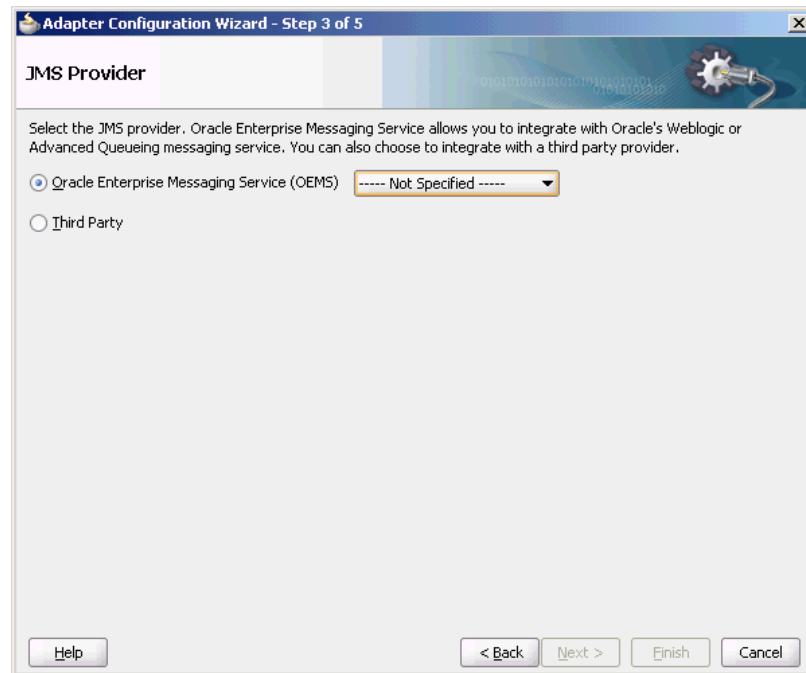 Adapter Configuration Wizard - Step 3 of 5
JMS Provider
Select the JMS provider. Oracle Enterprise Messaging Service allows you to integrate with Oracle's Weblogic or
Advanced Queueing messaging service. You can also choose to integrate with a third party provider.
Oracle Enterprise Messaging Service (OEMS) ----- Not Specified -----
Third Party
Help < Back Next > Finish Cancel